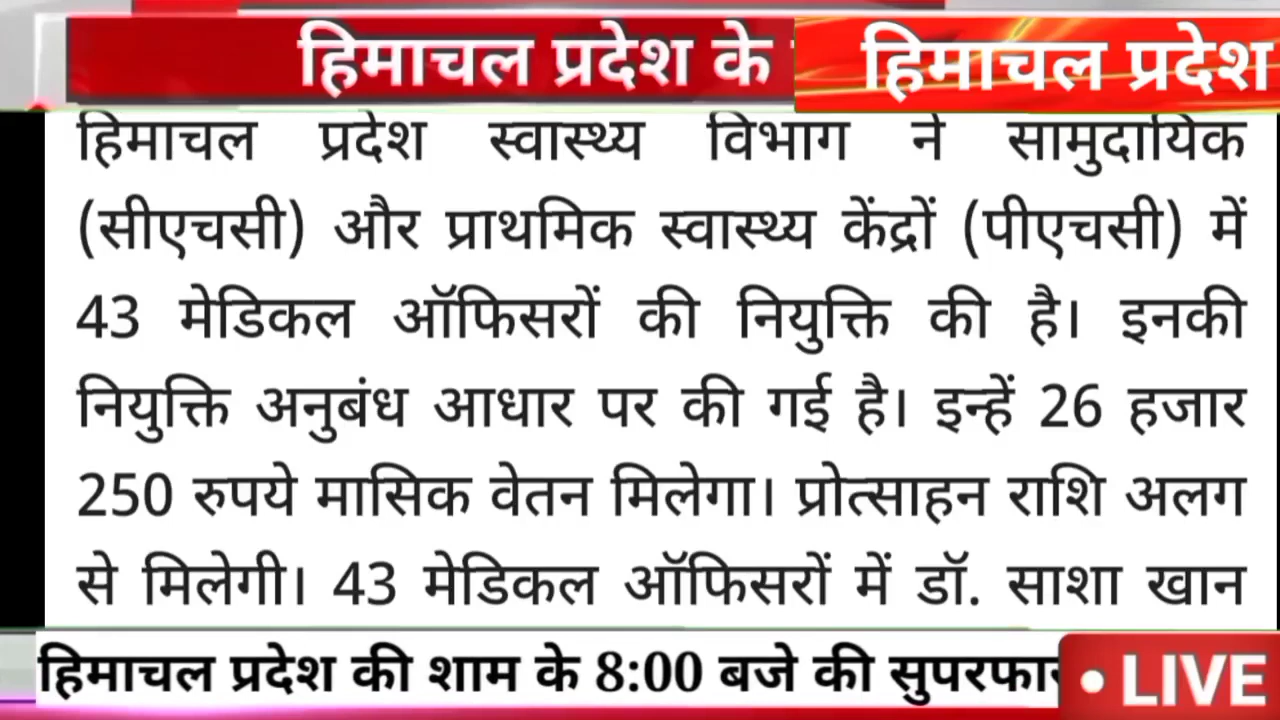 हिमाचल प्रदेश के
हिमाचल प्रदेश
हिमाचल प्रदेश स्वास्थ्य विभाग ने सामुदायिक
(सीएचसी) और प्राथमिक स्वास्थ्य केंद्रों (पीएचसी) में
43 मेडिकल ऑफिसरों की नियुक्ति की है। इनकी
नियुक्ति अनुबंध आधार पर की गई है। इन्हें 26 हजार
250 रुपये मासिक वेतन मिलेगा। प्रोत्साहन राशि अलग
से मिलेगी। 43 मेडिकल ऑफिसरों में डॉ. साशा खान
हिमाचल प्रदेश की शाम के 8:00 बजे की
• LIVE